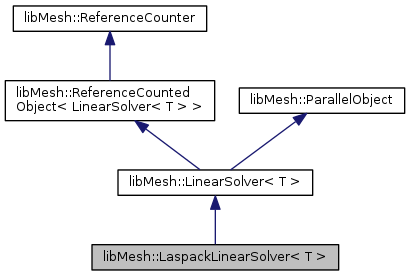 libMesh::ReferenceCounter
libMesh::ReferenceCounted
Object< LinearSolver< T > >
libMesh::ParallelObject
libMesh::LinearSolver< T >
libMesh::LaspackLinearSolver< T >